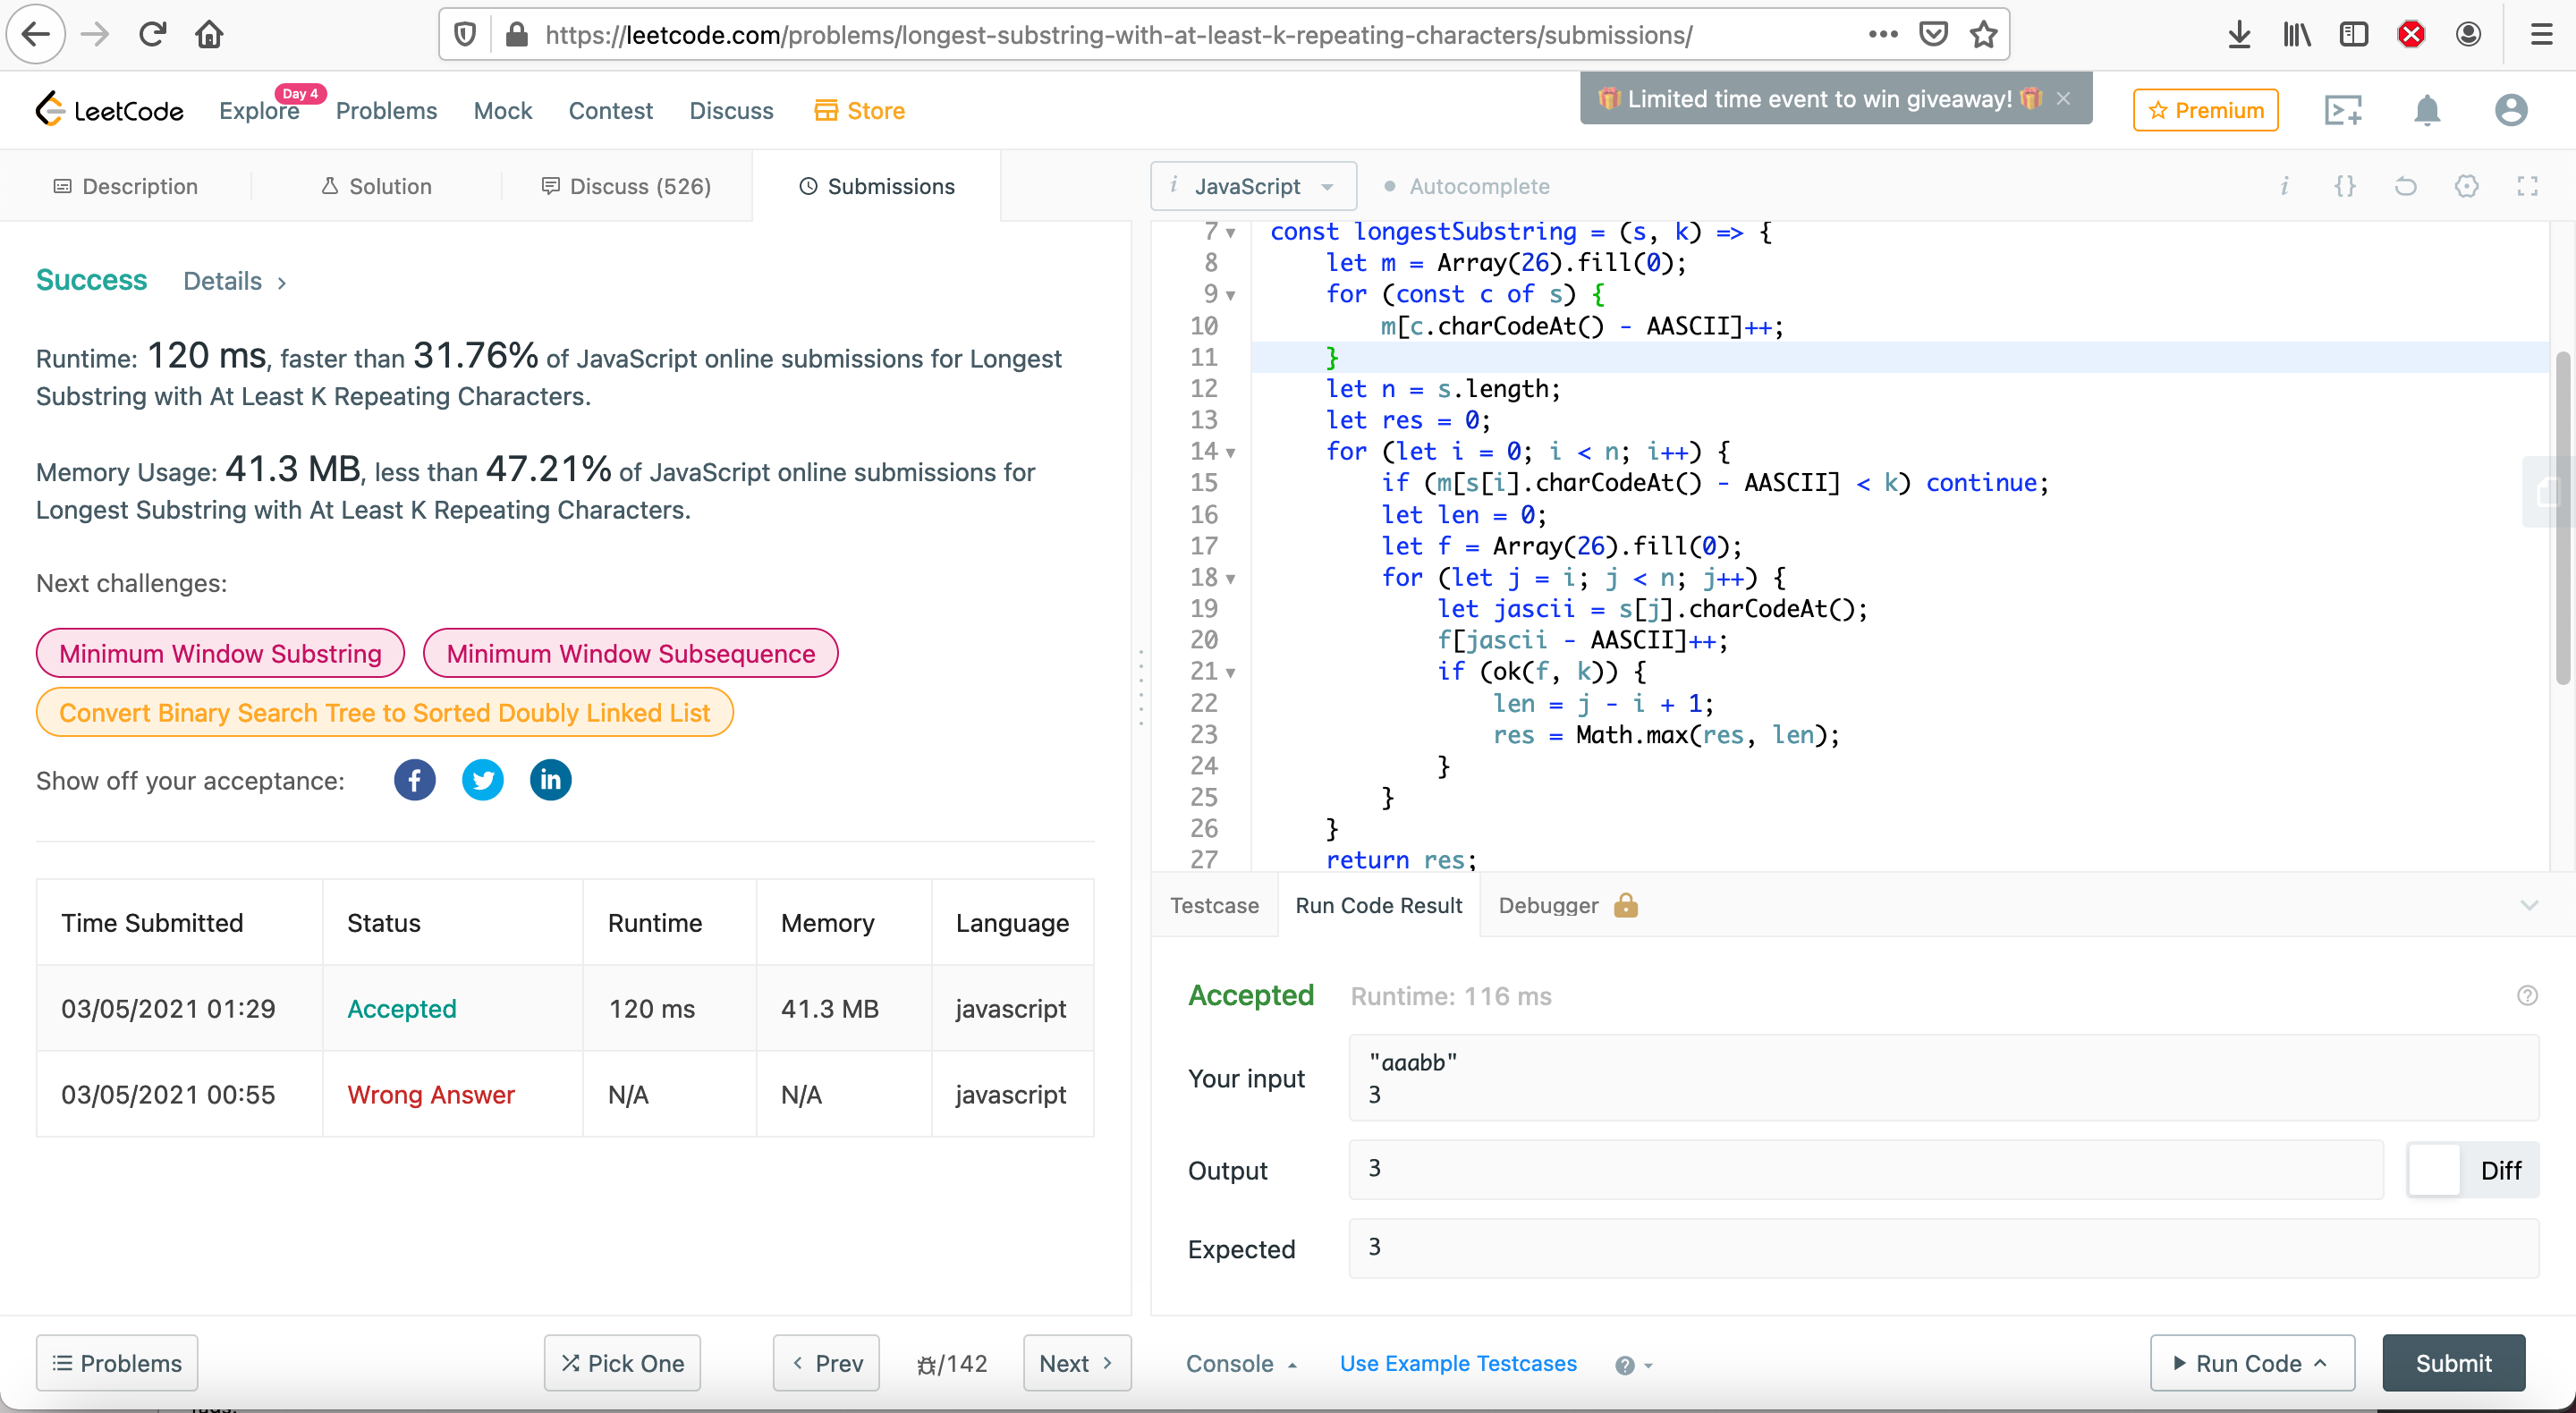 https://leetcode.com/problems/longest-substring-with-at-least-k-repeating-characters/submissions/
LeetCode
Explore
Day 4
Problems
Mock
Contest
Discuss
Store
Limited time event to win giveaway!
Premium
Description
Solution
Discuss (526)
Submissions
i JavaScript
Autocomplete
Success
Details
Runtime: 120 ms, faster than 31.76% of JavaScript online submissions for Longest
Substring with At Least K Repeating Characters.
Memory Usage: 41.3 MB, less than 47.21% of JavaScript online submissions for
Longest Substring with At Least K Repeating Characters.
Next challenges:
Minimum Window Substring
Minimum Window Subsequence
Convert Binary Search Tree to Sorted Doubly Linked List
Show off your acceptance:
Time Submitted Status Runtime Memory Language
03/05/2021 01:29 Accepted 120 ms 41.3 MB javascript
03/05/2021 00:55 Wrong Answer N/A N/A javascript
7 const longestSubstring = (s, k) => {
8 let m = Array(26).fill(0);
9 for (const c of s) {
10 m[c.charCodeAt() - AASCII]++;
11 }
12 let n = s.length;
13 let res = 0;
14 for (let i = 0; i < n; i++) {
15 if (m[s[i].charCodeAt() - AASCII] < k) continue;
16 let len = 0;
17 let f = Array(26).fill(0);
18 for (let j = i; j < n; j++) {
19 let jascii = s[j].charCodeAt();
20 f[jascii - AASCII]++;
21 if (ok(f, k)) {
22 len = j - i + 1;
23 res = Math.max(res, len);
24 }
25 }
26 }
27 return res;
Testcase
Run Code Result
Debugger
Accepted
Runtime: 116 ms
Your input
"aaabb"
3
Output
3
Diff
Expected
3
Problems
Pick One
Prev
/142
Next
Console
Use Example Testcases
Run Code
Submit